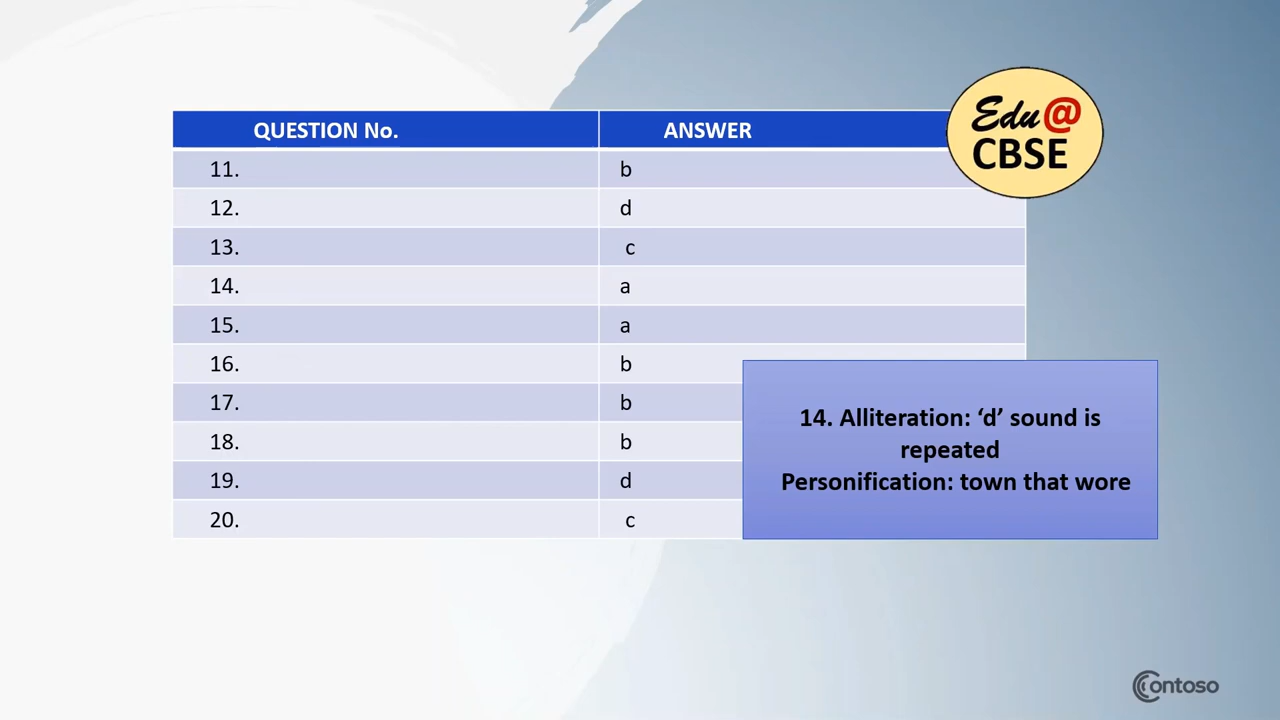 Edu@
CBSE
QUESTION No. ANSWER
11. b
12. d
13. c
14. a
15. a
16. b
17. b
18. b
19. d
20. c
14. Alliteration: ‘d’ sound is
repeated
Personification: town that wore
Contoso